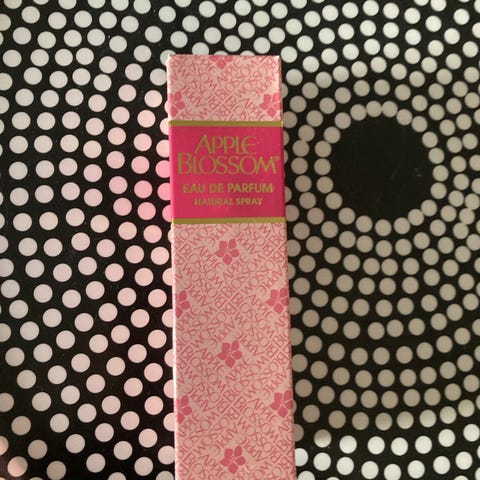 APPLE
BLOSSOM®
EAU DE PARFUM
NATURAL SPRAY